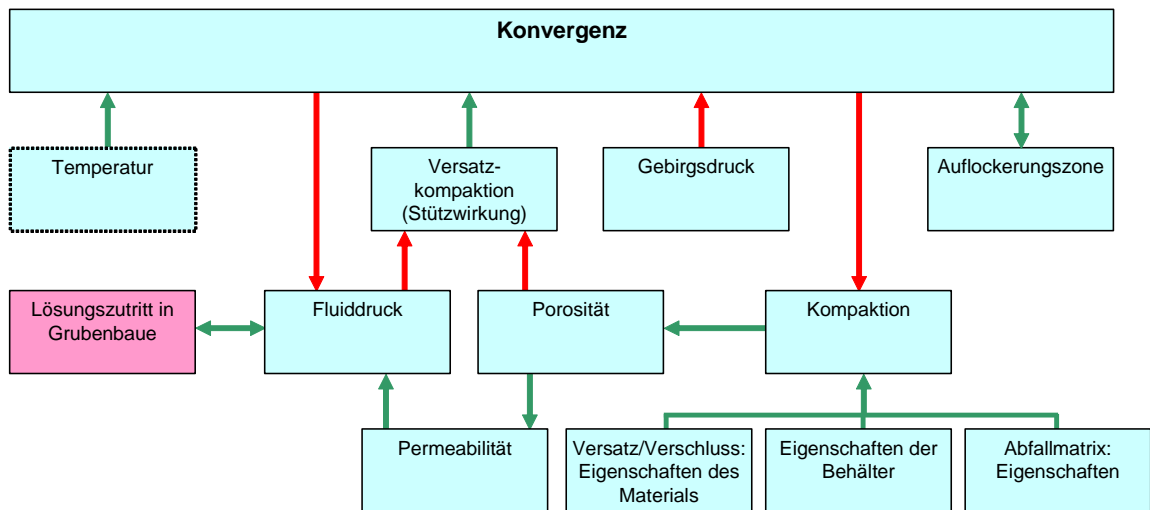 Konvergenz
Temperatur
Versatz-
kompaktion
(Stützwirkung)
Gebirgsdruck
Auflockerungszone
Lösungszutritt in
Grubenbaue
Fluiddruck
Porosität
Kompaktion
Permeabilität
Versatz/Verschluss:
Eigenschaften des
Materials
Eigenschaften der
Behälter
Abfallmatrix:
Eigenschaften